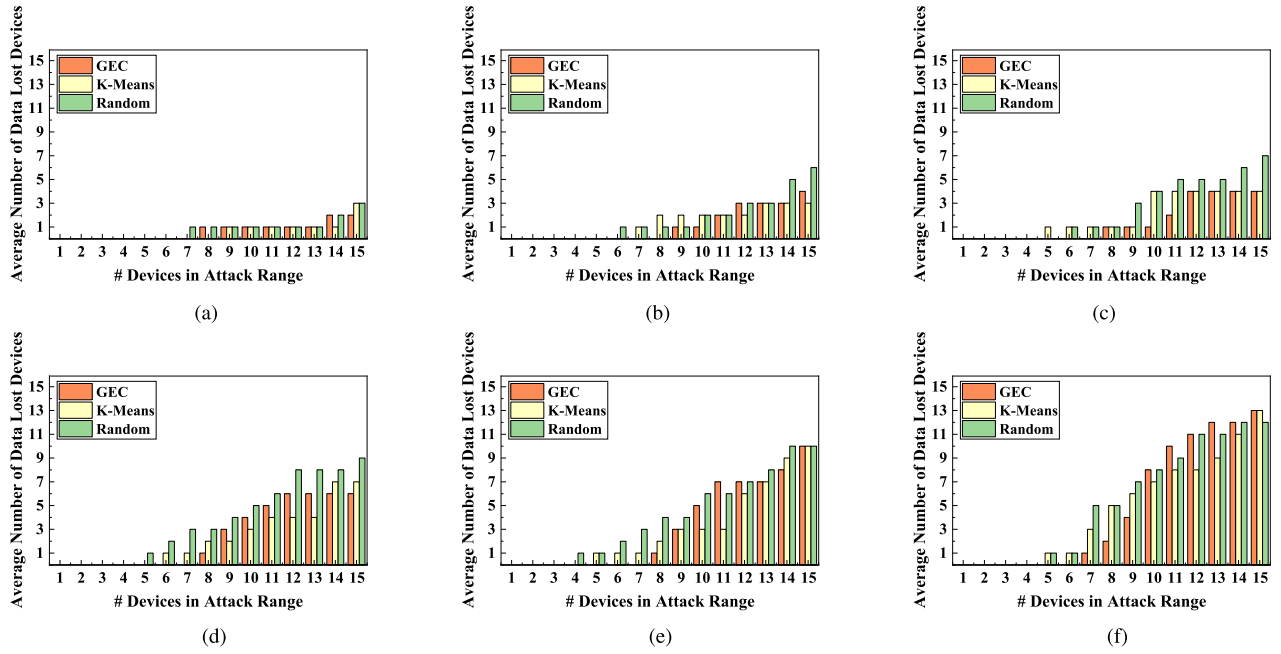 Average Number of Data Lost Devices
15
13
11
9
7
5
3
1
GEC
K-Means
Random
1 2 3 4 5 6 7 8 9 10 11 12 13 14 15
# Devices in Attack Range
(a)
Average Number of Data Lost Devices
15
13
11
9
7
5
3
1
GEC
K-Means
Random
1 2 3 4 5 6 7 8 9 10 11 12 13 14 15
# Devices in Attack Range
(b)
Average Number of Data Lost Devices
15
13
11
9
7
5
3
1
GEC
K-Means
Random
1 2 3 4 5 6 7 8 9 10 11 12 13 14 15
# Devices in Attack Range
(c)
Average Number of Data Lost Devices
15
13
11
9
7
5
3
1
GEC
K-Means
Random
1 2 3 4 5 6 7 8 9 10 11 12 13 14 15
# Devices in Attack Range
(d)
Average Number of Data Lost Devices
15
13
11
9
7
5
3
1
GEC
K-Means
Random
1 2 3 4 5 6 7 8 9 10 11 12 13 14 15
# Devices in Attack Range
(e)
Average Number of Data Lost Devices
15
13
11
9
7
5
3
1
GEC
K-Means
Random
1 2 3 4 5 6 7 8 9 10 11 12 13 14 15
# Devices in Attack Range
(f)